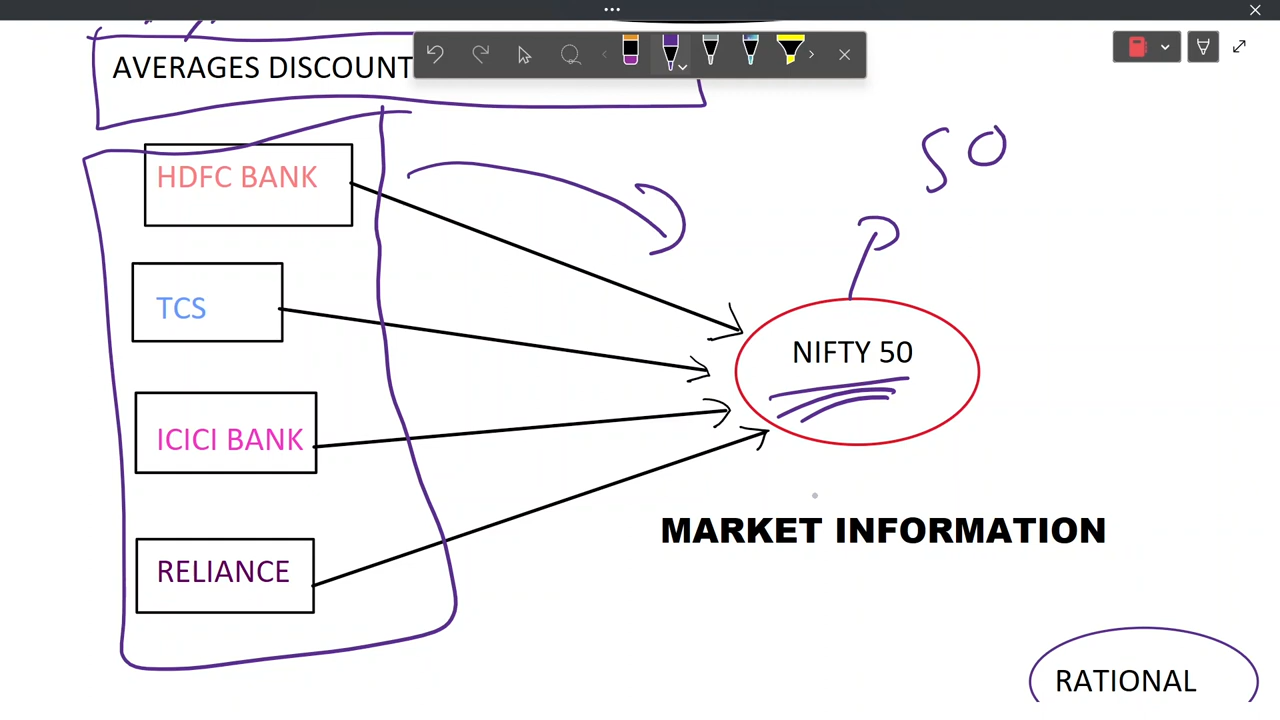 AVERAGES DISCOUNT
50
HDFC BANK
P
TCS
NIFTY 50
ICICI BANK
MARKET INFORMATION
RELIANCE
RATIONAL